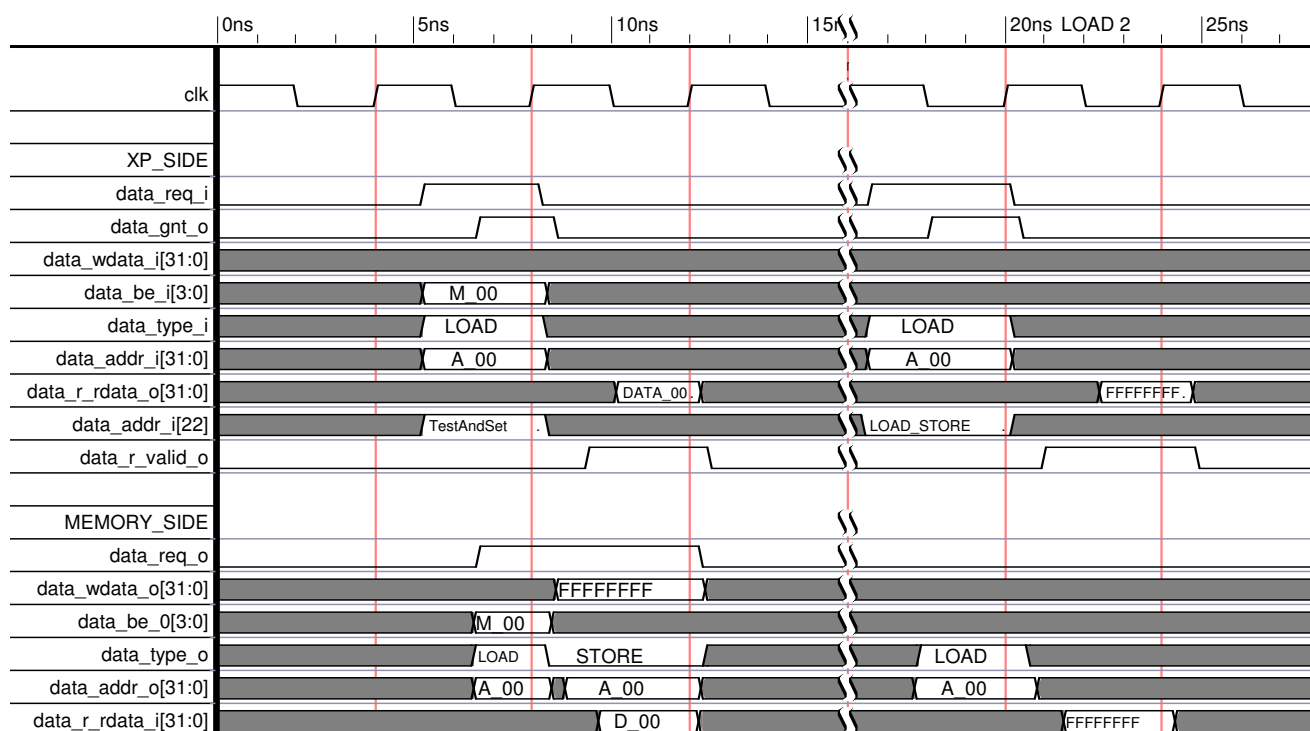 0ns 5ns 10ns 15n 20ns LOAD 2 25ns
clk
XP_SIDE
data_req_i
data_gnt_o
data_wdata_i[31:0]
data_be_i[3:0] M_00
data_type_i LOAD LOAD
data_addr_i[31:0] A_00 A_00
data_r_rdata_o[31:0] DATA_00. FFFFFFFF.
data_addr_i[22] TestAndSet . LOAD_STORE .
data_r_valid_o
MEMORY_SIDE
data_req_o
data_wdata_o[31:0] FFFFFFFF
data_be_0[3:0] M_00
data_type_o LOAD STORE LOAD
data_addr_o[31:0] A_00 A_00 A_00
data_r_rdata_i[31:0] D_00 FFFFFFFF